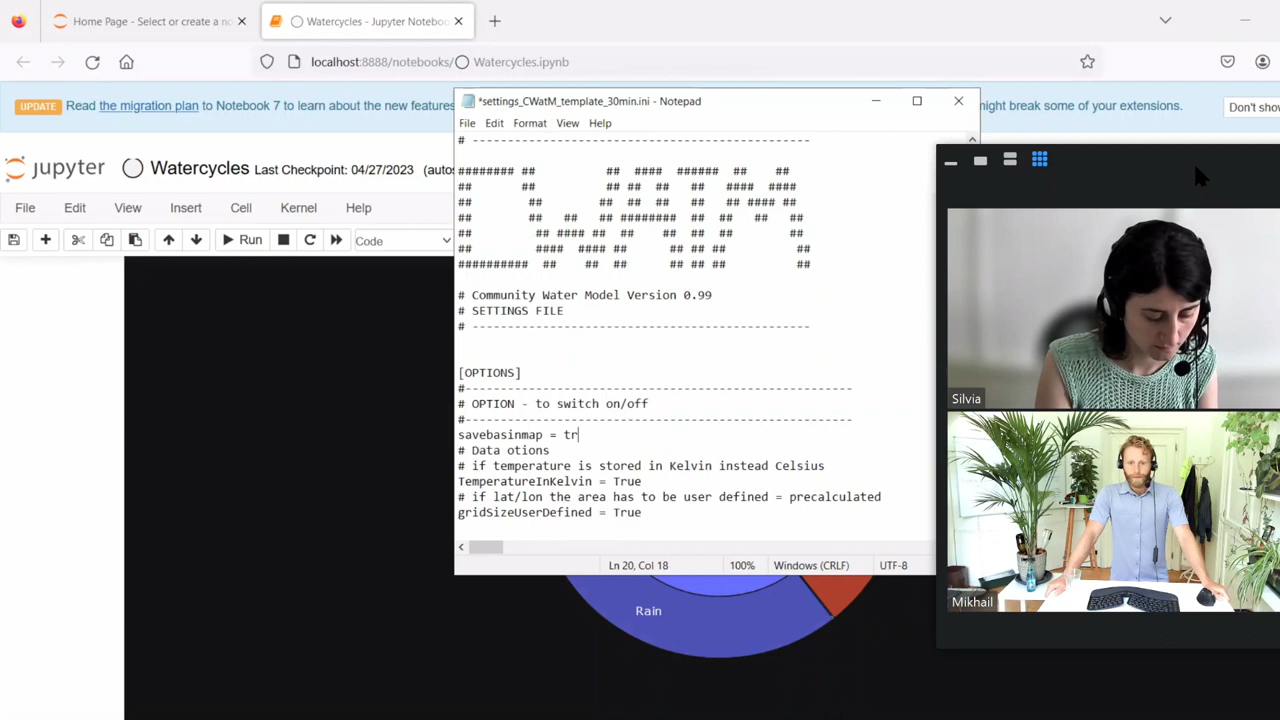 Home Page - Select or create a no
Watercycles - Jupyter Noteboo
localhost:8888/notebooks/
Watercycles.ipynb
UPDATE Read the migration plan to Notebook 7 to learn about the new features
might break some of your extensions.
Don't show
*settings_CWatM_template_30min.ini - Notepad
File Edit Format View Help
jupyter Watercycles Last Checkpoint: 04/27/2023 (autos
File Edit View Insert Cell Kernel Help
Run Code
# ------------------------------------------------
######## ## ## #### ###### ## ##
## ## ## ## ## ## #### ####
## ## ## ## ## ## ## #### ##
## ## ## ## ######## ## ## ## ##
## ## #### ## ## ## ## ##
## #### #### ## ## ## ## ##
########## ## ## ## ## ## ## ##
# Community Water Model Version 0.99
# SETTINGS FILE
# ------------------------------------------------
[OPTIONS]
#-------------------------------------------------------
# OPTION - to switch on/off
#-------------------------------------------------------
savebasinmap = tr
# Data otions
# if temperature is stored in Kelvin instead Celsius
TemperatureInKelvin = True
# if lat/lon the area has to be user defined = precalculated
gridSizeUserDefined = True
Ln 20, Col 18 100% Windows (CRLF) UTF-8
Rain
Silvia
Mikhail